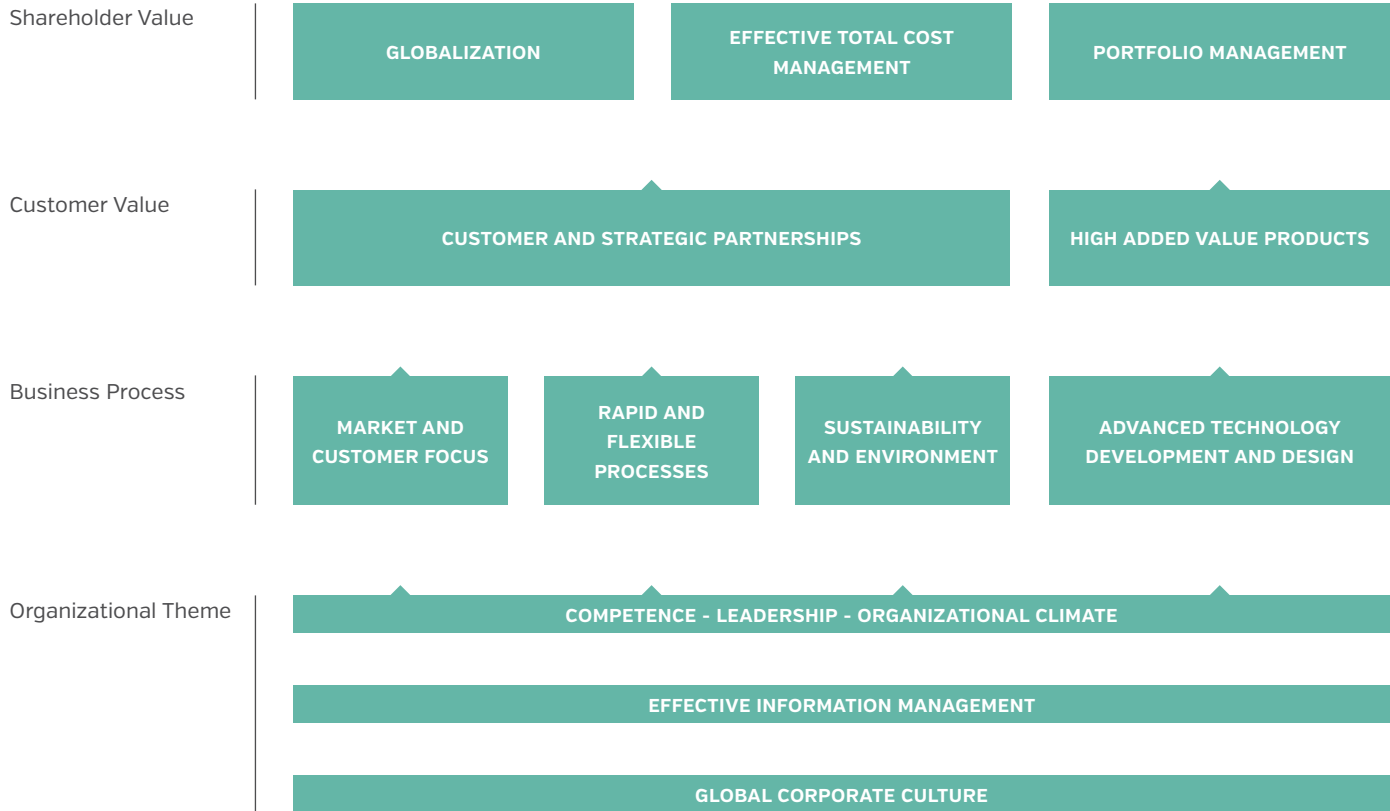 Shareholder Value
GLOBALIZATION
EFFECTIVE TOTAL COST
MANAGEMENT
PORTFOLIO MANAGEMENT
Customer Value
CUSTOMER AND STRATEGIC PARTNERSHIPS
HIGH ADDED VALUE PRODUCTS
Business Process
MARKET AND
CUSTOMER FOCUS
RAPID AND
FLEXIBLE
PROCESSES
SUSTAINABILITY
AND ENVIRONMENT
ADVANCED TECHNOLOGY
DEVELOPMENT AND DESIGN
Organizational Theme
COMPETENCE - LEADERSHIP - ORGANIZATIONAL CLIMATE
EFFECTIVE INFORMATION MANAGEMENT
GLOBAL CORPORATE CULTURE